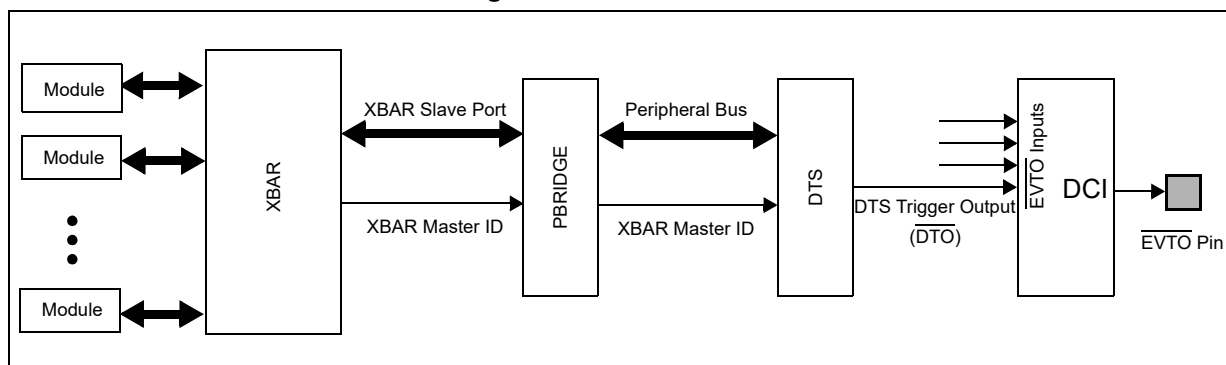 Module
Module
Module
XBAR
XBAR Slave Port
XBAR Master ID
PBRIDGE
Peripheral Bus
XBAR Master ID
DTS
DTS Trigger Output
(DTO)
EVTO Inputs
DCI
EVTO Pin